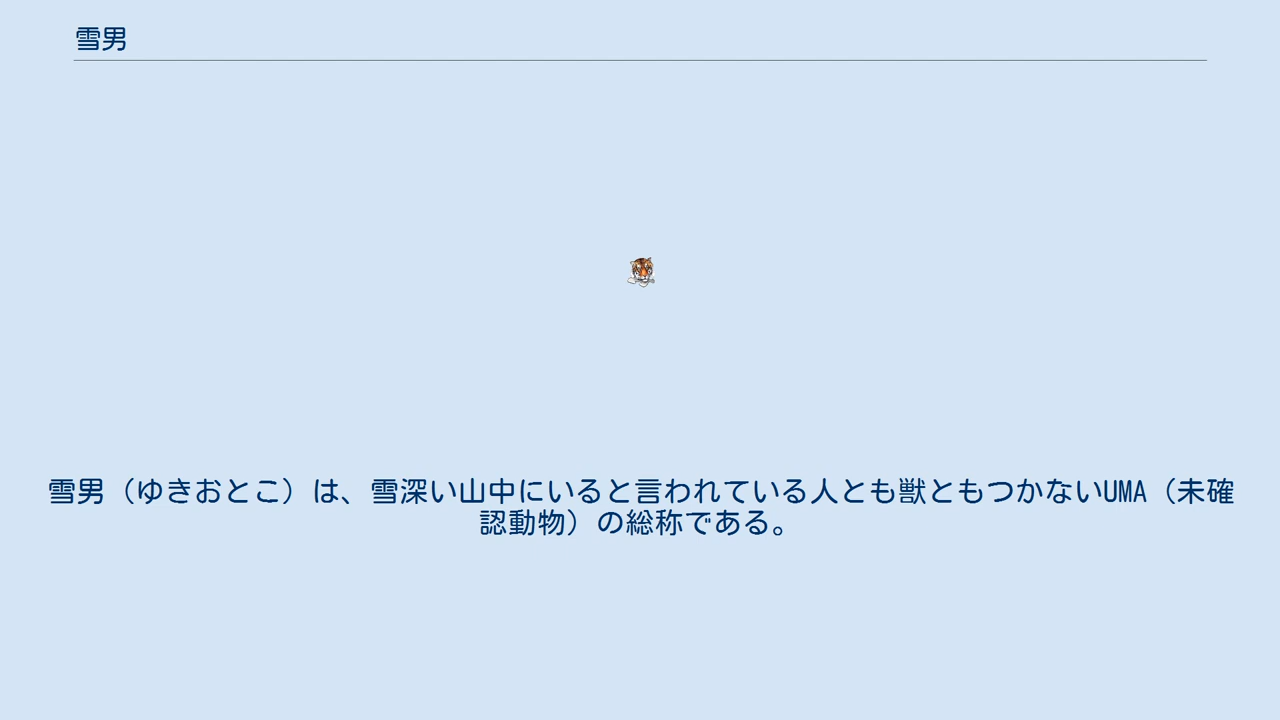 雪男
雪男（ゆきおとこ）は、雪深い山中にいると言われている人とも獣ともつかないUMA（未確
認動物）の総称である。